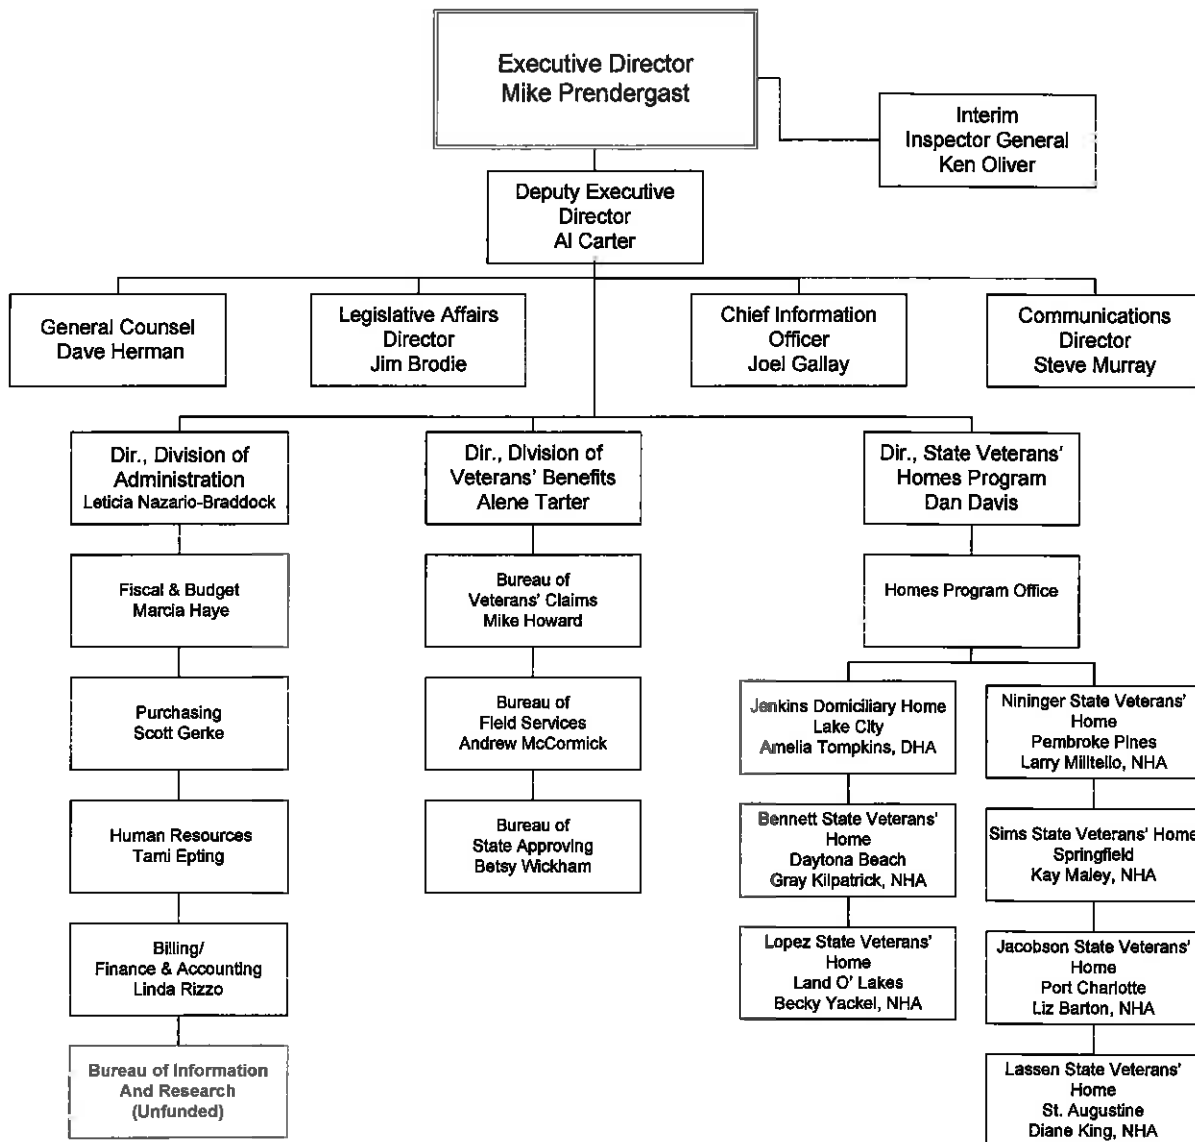 Executive Director
Mike Prendergast
Interim
Inspector General
Ken Oliver
Deputy Executive
Director
Al Carter
General Counsel
Dave Herman
Legislative Affairs
Director
Jim Brodie
Chief Information
Officer
Joel Gallay
Communications
Director
Steve Murray
Dir., Division of
Administration
Leticia Nazario-Braddock
Dir., Division of
Veterans' Benefits
Alene Tarter
Dir., State Veterans'
Homes Program
Dan Davis
Fiscal & Budget
Marcia Haye
Bureau of
Veterans' Claims
Mike Howard
Homes Program Office
Purchasing
Scott Gerke
Bureau of
Field Services
Andrew McCormick
Jenkins Domiciliary Home
Lake City
Amelia Tompkins, DHA
Nininger State Veterans'
Home
Pembroke Pines
Larry Militello, NHA
Human Resources
Tami Epting
Bureau of
State Approving
Betsy Wickham
Bennett State Veterans'
Home
Daytona Beach
Gray Kilpatrick, NHA
Sims State Veterans' Home
Springfield
Kay Maley, NHA
Billing/
Finance & Accounting
Linda Rizzo
Lopez State Veterans'
Home
Land O' Lakes
Becky Yackel, NHA
Jacobson State Veterans'
Home
Port Charlotte
Liz Barton, NHA
Bureau of Information
And Research
(Unfunded)
Lassen State Veterans'
Home
St. Augustine
Diane King, NHA